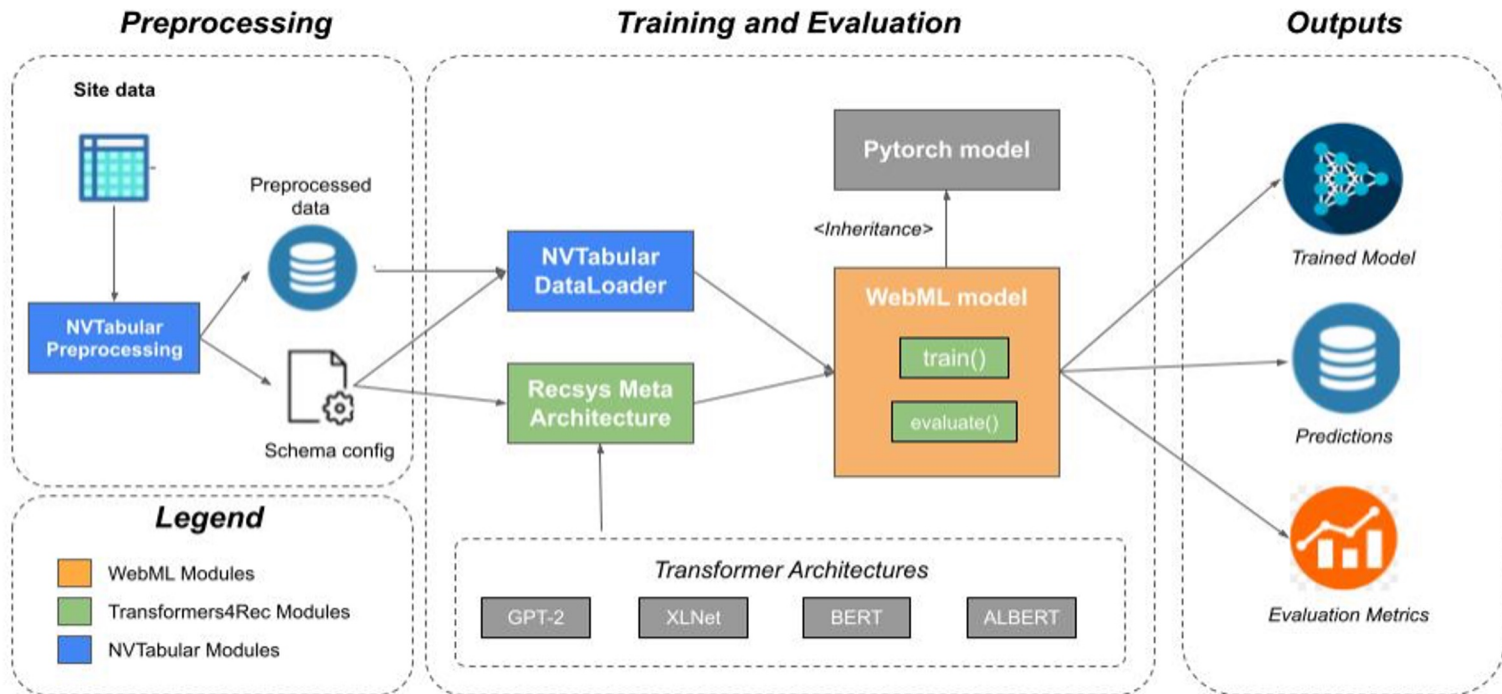 Preprocessing
Site data
Preprocessed
data
NVTabular
Preprocessing
Schema config
Legend
WebML Modules
Transformers4Rec Modules
NVTabular Modules
Training and Evaluation
Pytorch model
<Inheritance>
NVTabular
DataLoader
WebML model
train()
evaluate()
Recsys Meta
Architecture
Transformer Architectures
GPT-2
XLNet
BERT
ALBERT
Outputs
Trained Model
Predictions
Evaluation Metrics